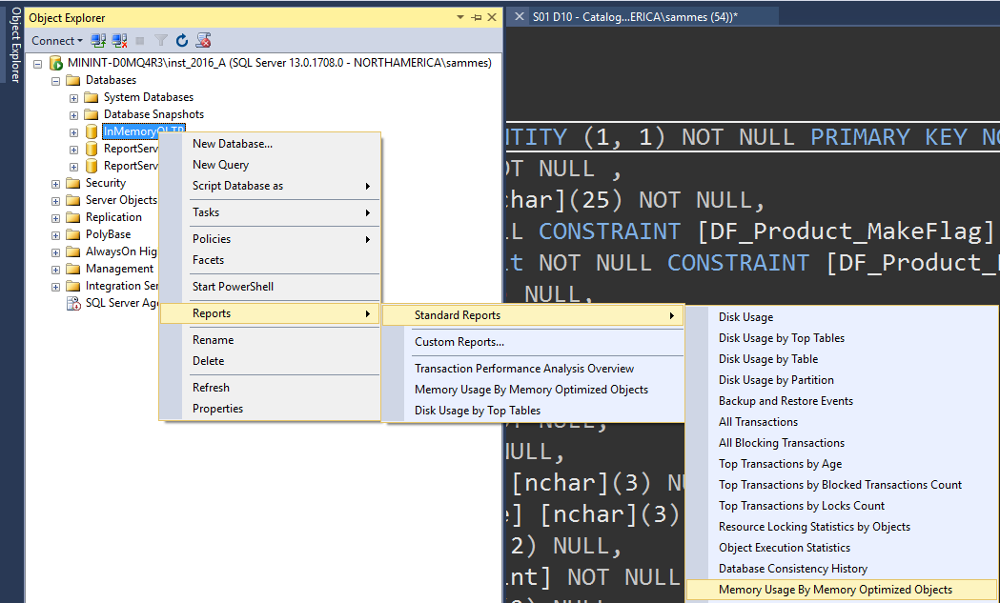 Object Explorer
Object Explorer
Connect
MININT-D0MQ4R3\inst_2016_A (SQL Server 13.0.1708.0 - NORTHAMERICA\sammes)
Databases
System Databases
Database Snapshots
InMemoryOLTP
ReportServ
ReportServ
Security
Server Objects
Replication
PolyBase
AlwaysOn Hig
Management
Integration Ser
SQL Server Age
New Database...
New Query
Script Database as
Tasks
Policies
Facets
Start PowerShell
Reports
Rename
Delete
Refresh
Properties
Standard Reports
Custom Reports...
Transaction Performance Analysis Overview
Memory Usage By Memory Optimized Objects
Disk Usage by Top Tables
Disk Usage
Disk Usage by Top Tables
Disk Usage by Table
Disk Usage by Partition
Backup and Restore Events
All Transactions
All Blocking Transactions
Top Transactions by Age
Top Transactions by Blocked Transactions Count
Top Transactions by Locks Count
Resource Locking Statistics by Objects
Object Execution Statistics
Database Consistency History
Memory Usage By Memory Optimized Objects
S01 D10 - Catalog...ERICA\sammes (54))*
NTITY (1, 1) NOT NULL PRIMARY KEY NO
OT NULL ,
char](25) NOT NULL,
LL CONSTRAINT [DF_Product_MakeFlag]
it NOT NULL CONSTRAINT [DF_Product_
NULL,
NOT NULL,
NULL,
[nchar](3) NU
e] [nchar](3)
2) NULL,
int] NOT NULL